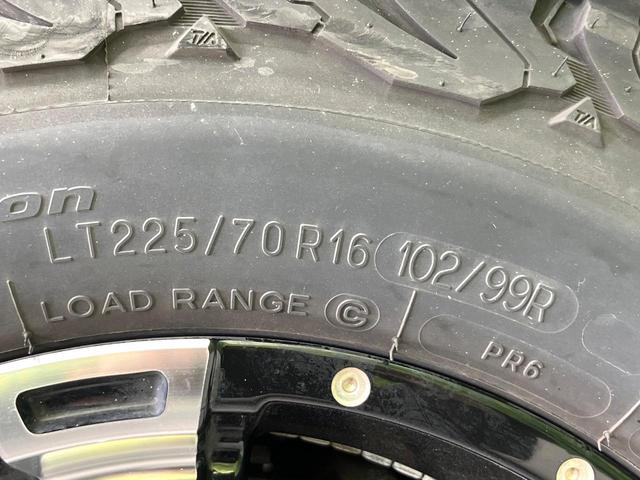 T/A
T/A
on
LT225/70R16 102/99R
LOAD RANGE C
PR6